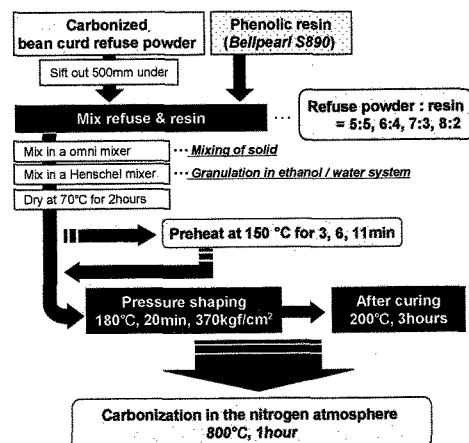 Carbonized
bean curd refuse powder
Phenolic resin
(Bellpearl S890)
Sift out 500mm under
Mix refuse & resin
Refuse powder : resin
= 5:5, 6:4, 7:3, 8:2
Mix in a omni mixer
Mixing of solid
Mix in a Henschel mixer
Granulation in ethanol / water system
Dry at 70°C for 2hours
Preheat at 150 °C for 3, 6, 11min
Pressure shaping
180°C, 20min, 370kgf/cm²
After curing
200°C, 3hours
Carbonization in the nitrogen atmosphere
800°C, 1hour